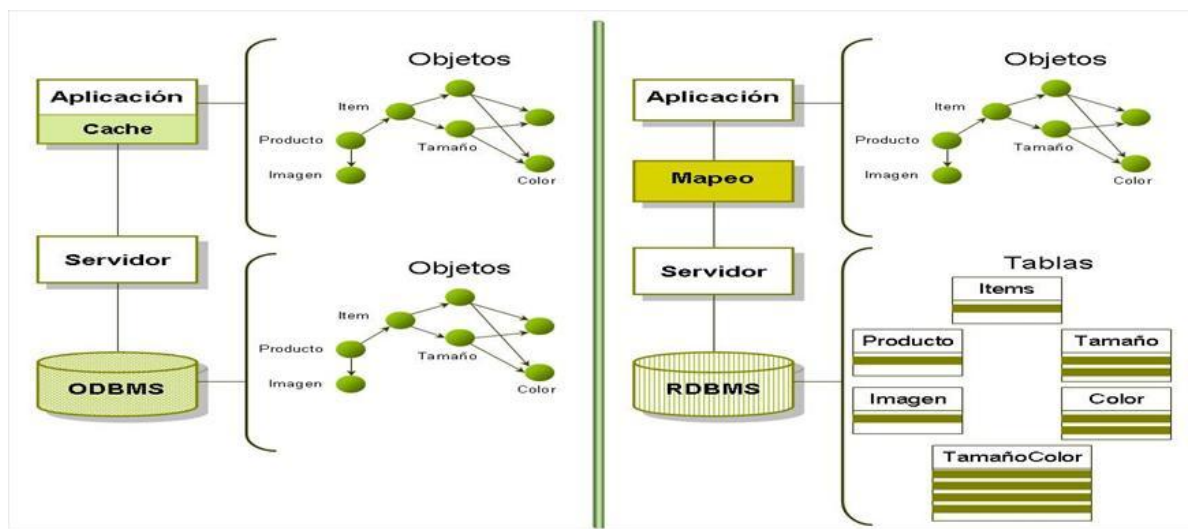 Objetos
Aplicación
Cache
Item
Producto
Tamaño
Imagen
Color
Servidor
Objetos
Item
Producto
Tamaño
Imagen
Color
ODBMS
Objetos
Aplicación
Item
Producto
Tamaño
Imagen
Color
Mapeo
Servidor
Tablas
Items
Producto
Tamaño
RDBMS
Imagen
Color
TamañoColor